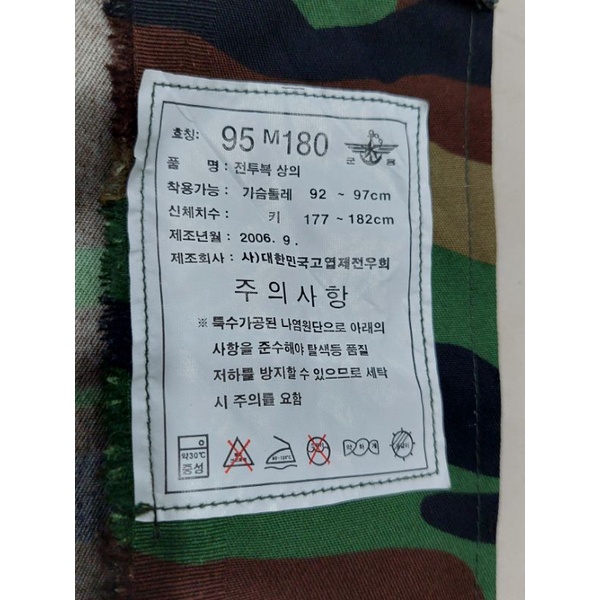 호칭: 95 M 180
군 용
품 명 : 전투복 상의
착용가능 : 가슴둘레 92 ~ 97cm
신체치수 : 키 177 ~ 182cm
제조년월 : 2006. 9.
제조회사 : 사)대한민국고엽제전우회
주 의 사 항
※ 특수가공된 나염원단으로 아래의
사항을 준수해야 탈색등 품질
저하를 방지할 수 있으므로 세탁
시 주의를 요함
약30℃
중성